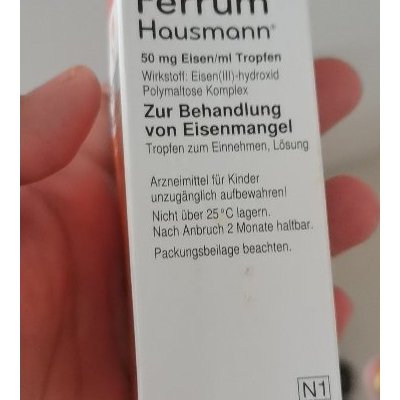 Ferrum
Hausmann®
50 mg Eisen/ml Tropfen
Wirkstoff: Eisen(III)-hydroxid
Polymaltose Komplex
Zur Behandlung
von Eisenmangel
Tropfen zum Einnehmen, Lösung
Arzneimittel für Kinder
unzugänglich aufbewahren!
Nicht über 25°C lagern.
Nach Anbruch 2 Monate haltbar.
Packungsbeilage beachten.
N1